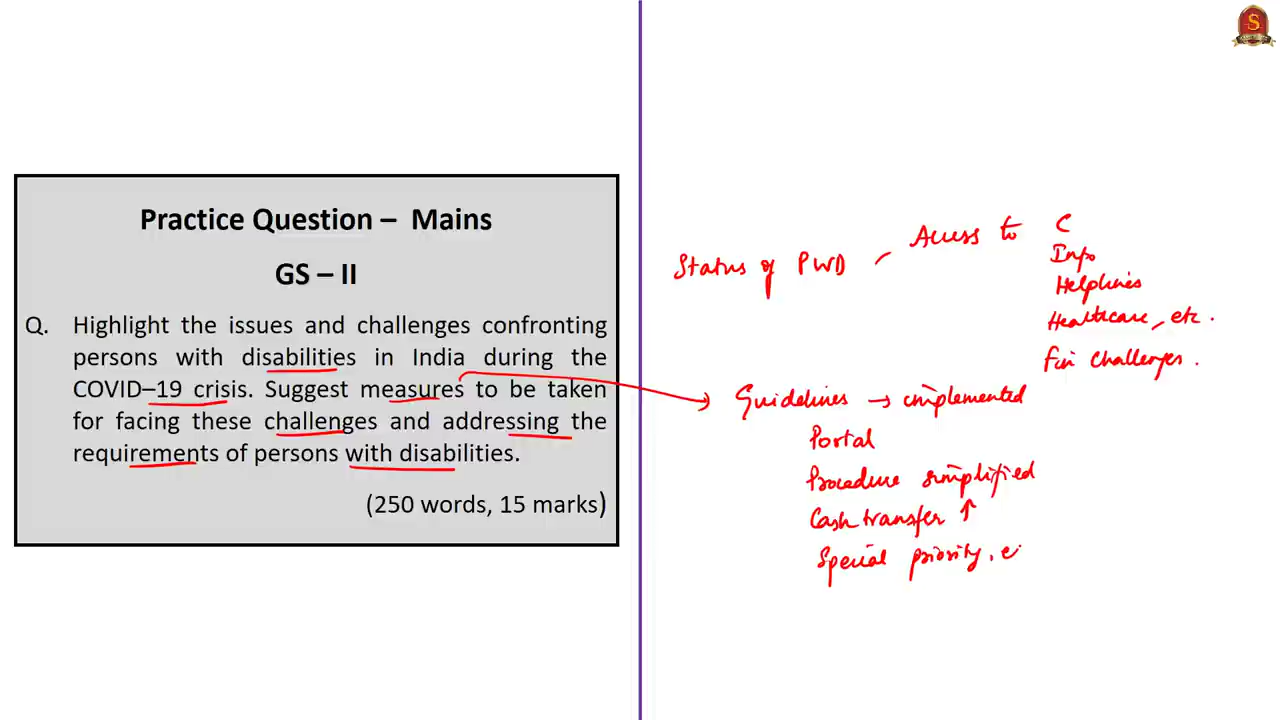 Practice Question – Mains
GS – II
Q. Highlight the issues and challenges confronting
persons with disabilities in India during the
COVID–19 crisis. Suggest measures to be taken
for facing these challenges and addressing the
requirements of persons with disabilities.
(250 words, 15 marks)
Status of PWD – Access to C
Info
Helplines
Healthcare, etc.
Fin Challenges.
Guidelines → implemented
Portal
Procedure simplified
Cash transfer ↑
Special priority, e
S